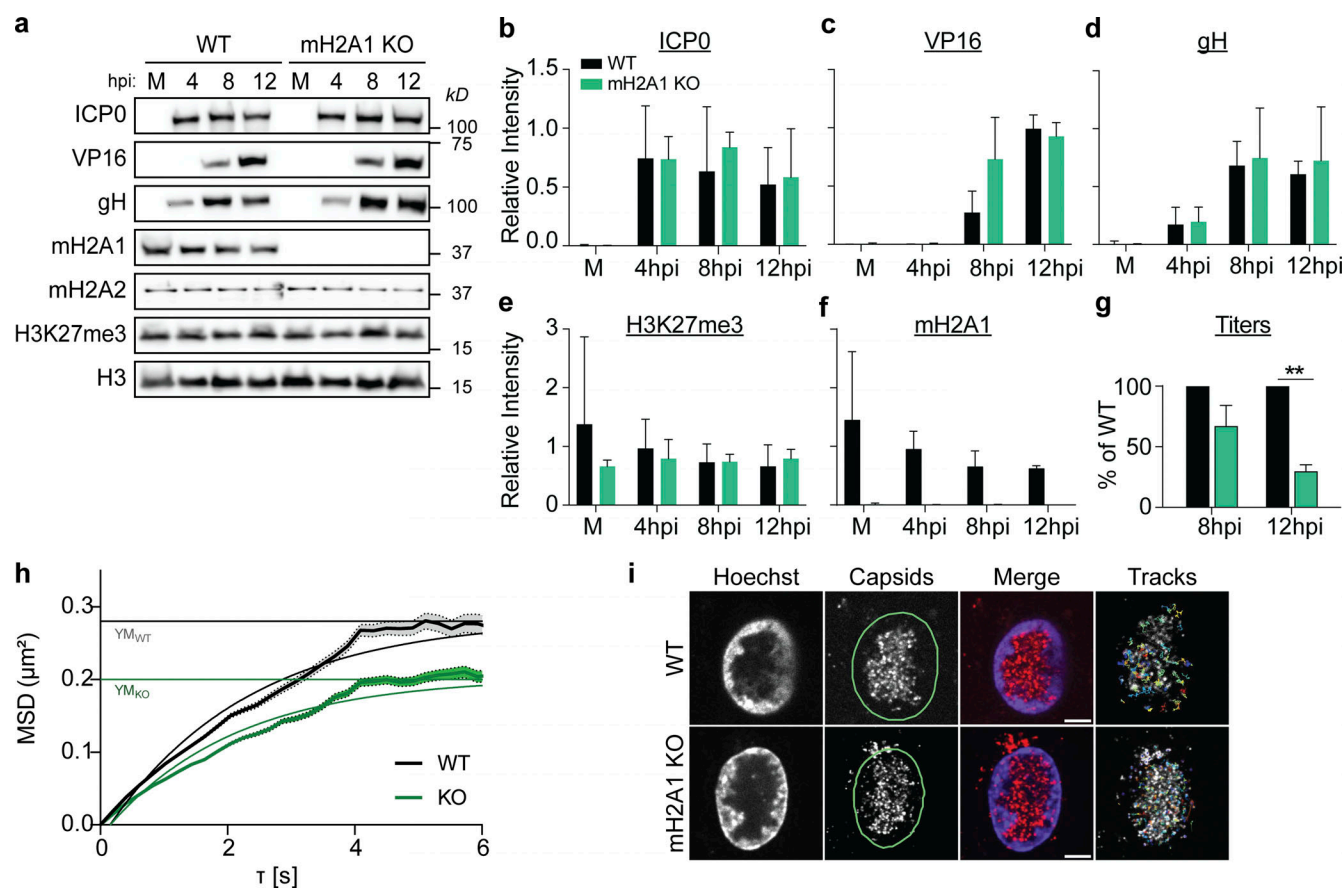 a
WT mH2A1 KO
hpi: M 4 8 12 M 4 8 12 kD
ICP0 100
75
VP16
gH 100
mH2A1 37
mH2A2 37
H3K27me3 15
H3 15
b ICP0
WT
mH2A1 KO
Relative Intensity
1.5
1.0
0.5
0.0
M 4hpi 8hpi 12hpi
c VP16
M 4hpi 8hpi 12hpi
d gH
M 4hpi 8hpi 12hpi
e H3K27me3
Relative Intensity
3
2
1
0
M 4hpi 8hpi 12hpi
f mH2A1
M 4hpi 8hpi 12hpi
g Titers
**
% of WT
100
50
0
8hpi 12hpi
h
MSD (µm²)
0.3
0.2
0.1
0.0
YM WT
YM KO
WT
KO
0 2 4 6
τ [s]
i Hoechst Capsids Merge Tracks
WT
mH2A1 KO